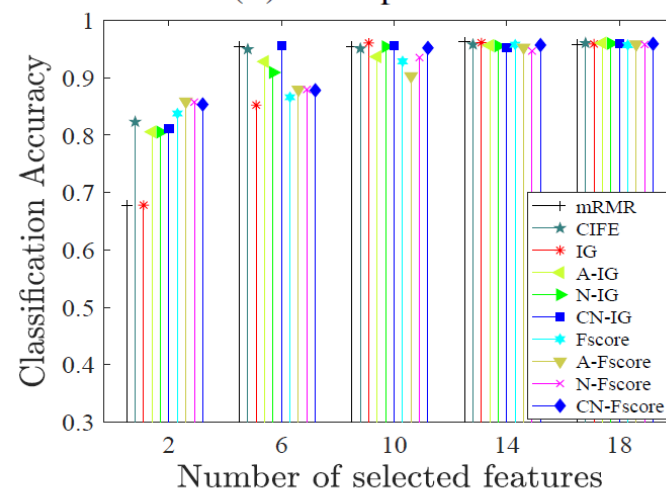 1
0.9
0.8
0.7
0.6
0.5
0.4
0.3
Classification Accuracy
mRMR
CIFE
IG
A-IG
N-IG
CN-IG
Fscore
A-Fscore
N-Fscore
CN-Fscore
2 6 10 14 18
Number of selected features